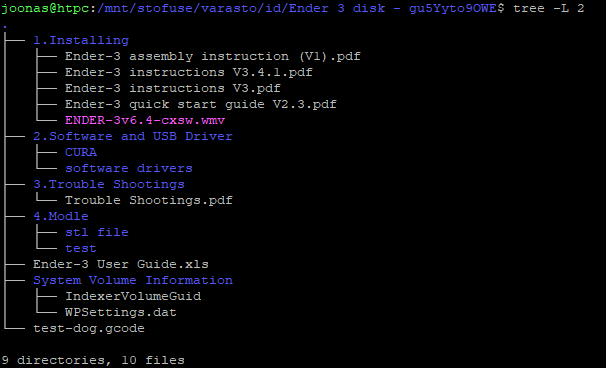 joonas@htpc:/mnt/stofuse/varasto/id/Ender 3 disk - gu5Yyto9OWE$ tree -L 2
.
├── 1.Installing
│   ├── Ender-3 assembly instruction (V1).pdf
│   ├── Ender-3 instructions V3.4.1.pdf
│   ├── Ender-3 instructions V3.pdf
│   ├── Ender-3 quick start guide V2.3.pdf
│   └── ENDER-3v6.4-cxsw.wmv
├── 2.Software and USB Driver
│   ├── CURA
│   └── software drivers
├── 3.Trouble Shootings
│   └── Trouble Shootings.pdf
├── 4.Modle
│   ├── stl file
│   └── test
├── Ender-3 User Guide.xls
├── System Volume Information
│   ├── IndexerVolumeGuid
│   └── WPSettings.dat
└── test-dog.gcode

9 directories, 10 files